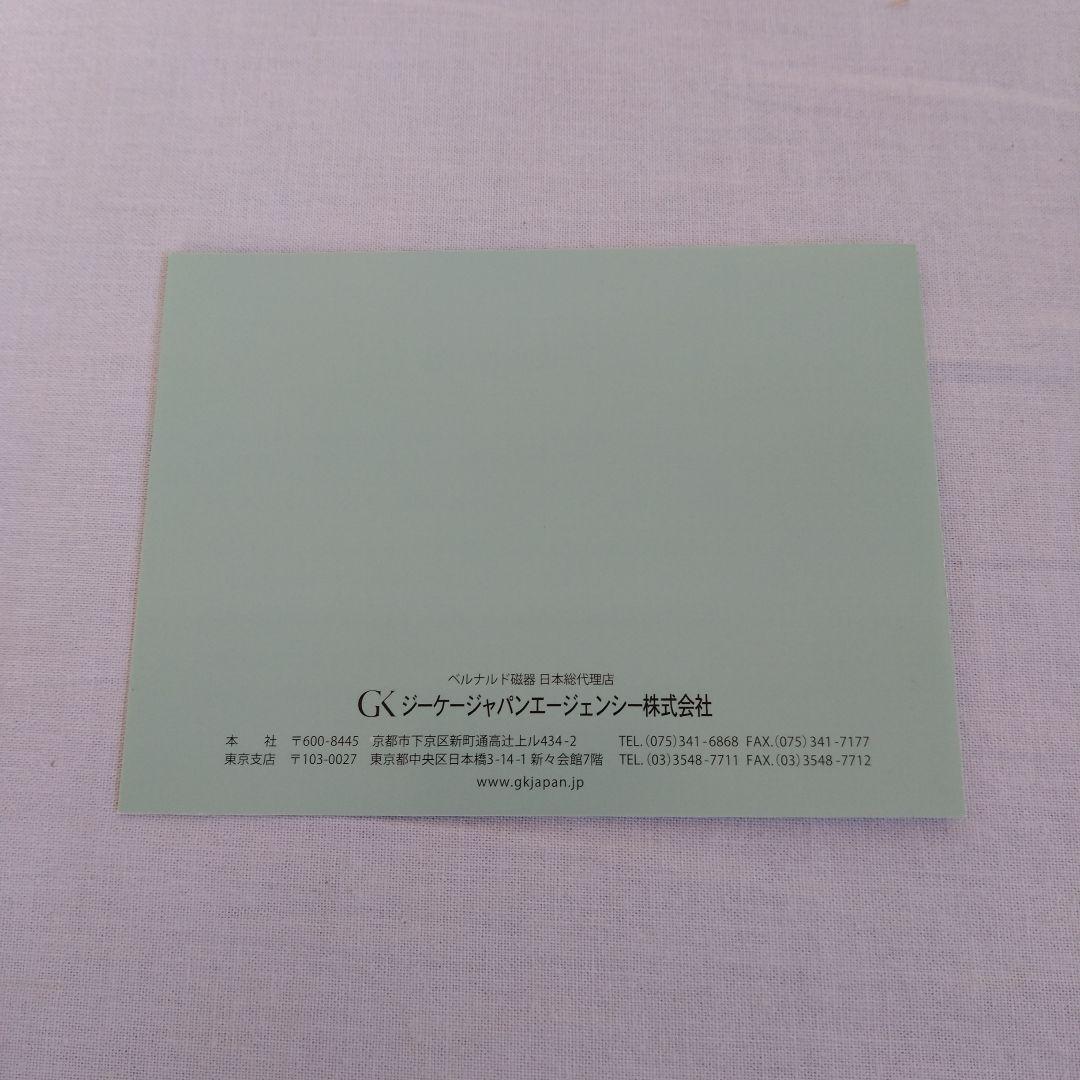 ベルナルド磁器 日本総代理店
GK ジーケージャパンエージェンシー株式会社
本　社 〒600-8445 京都市下京区新町通高辻上ル434-2 TEL.(075)341-6868 FAX.(075)341-7177
東京支店 〒103-0027 東京都中央区日本橋3-14-1 新々会館7階 TEL.(03)3548-7711 FAX.(03)3548-7712
www.gkjapan.jp